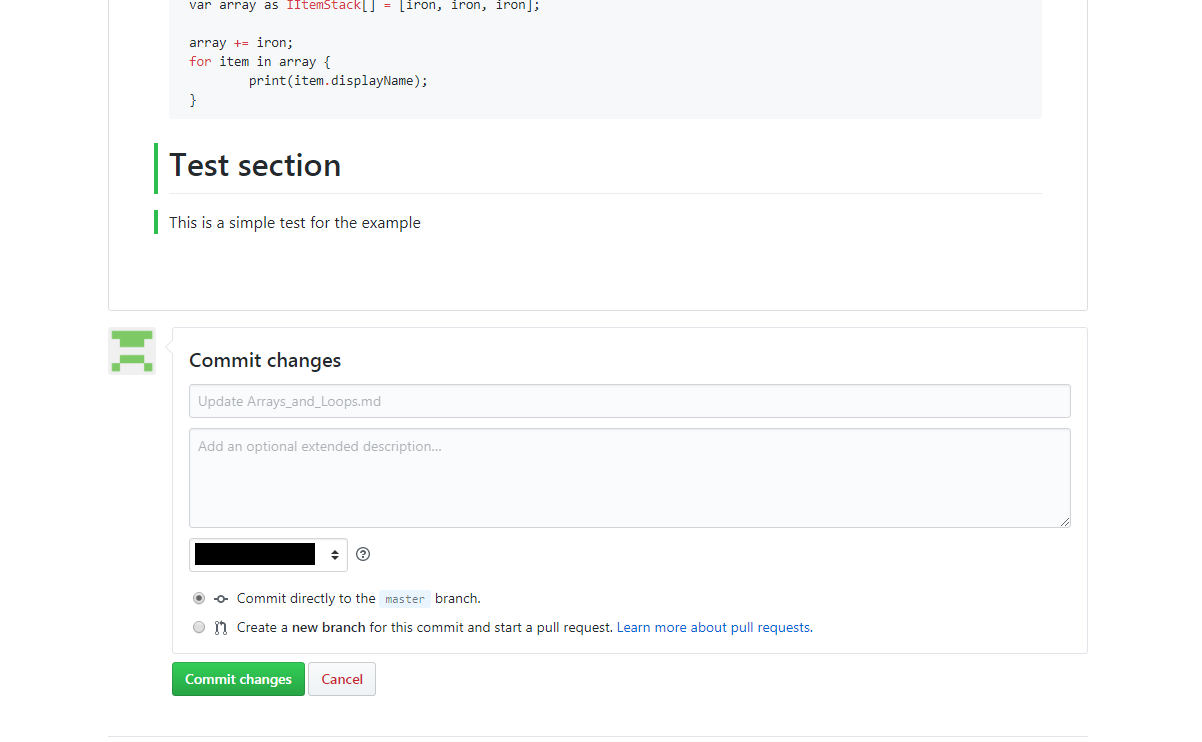 var array as IItemStack[] = [iron, iron, iron];
array += iron;
for item in array {
print(item.displayName);
}
Test section
This is a simple test for the example
Commit changes
Update Arrays_and_Loops.md
Add an optional extended description...
Commit directly to the master branch.
Create a new branch for this commit and start a pull request. Learn more about pull requests.
Commit changes Cancel